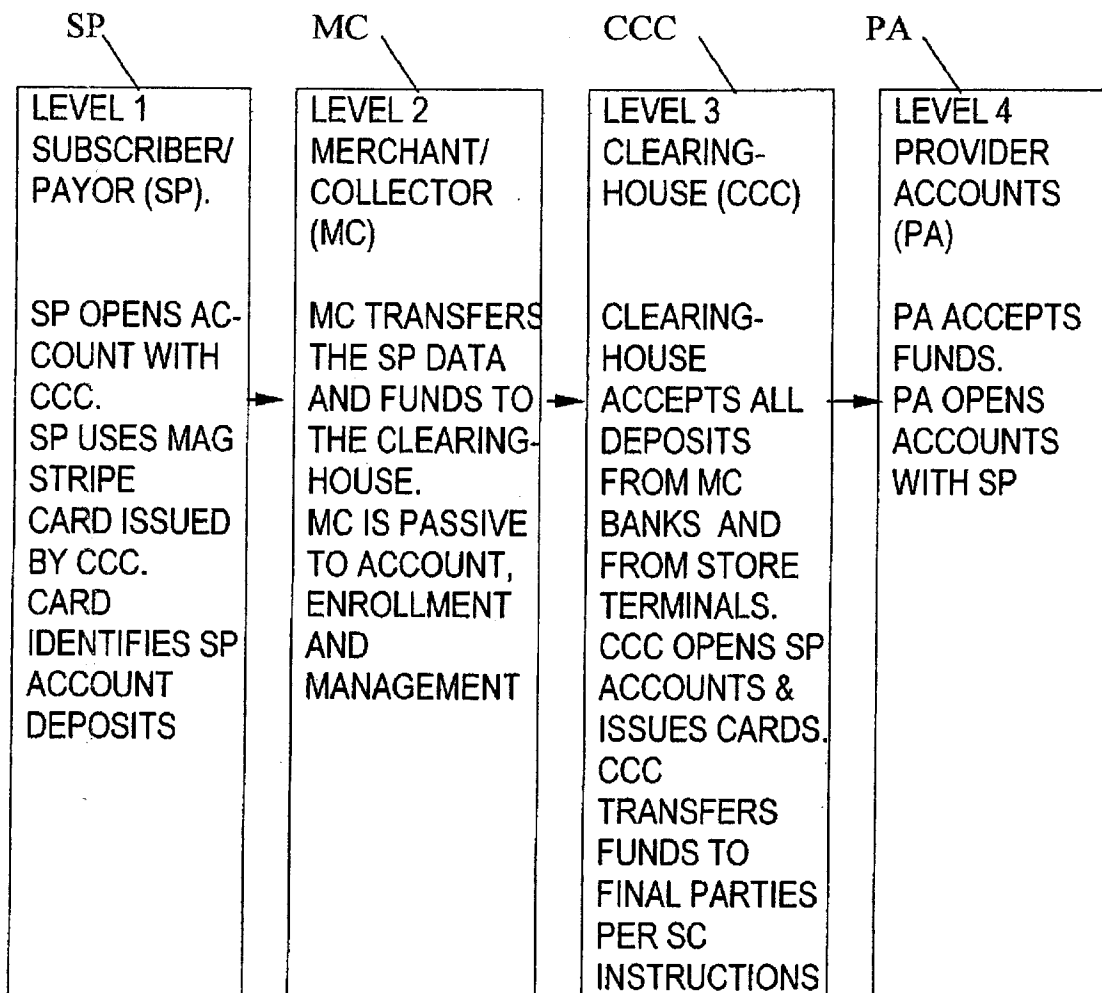 SP
MC
CCC
PA
LEVEL 1
SUBSCRIBER/
PAYOR (SP).
SP OPENS AC-
COUNT WITH
CCC.
SP USES MAG
STRIPE
CARD ISSUED
BY CCC.
CARD
IDENTIFIES SP
ACCOUNT
DEPOSITS
LEVEL 2
MERCHANT/
COLLECTOR
(MC)
MC TRANSFERS
THE SP DATA
AND FUNDS TO
THE CLEARING-
HOUSE.
MC IS PASSIVE
TO ACCOUNT,
ENROLLMENT
AND
MANAGEMENT
LEVEL 3
CLEARING-
HOUSE (CCC)
CLEARING-
HOUSE
ACCEPTS ALL
DEPOSITS
FROM MC
BANKS AND
FROM STORE
TERMINALS.
CCC OPENS SP
ACCOUNTS &
ISSUES CARDS.
CCC
TRANSFERS
FUNDS TO
FINAL PARTIES
PER SC
INSTRUCTIONS
LEVEL 4
PROVIDER
ACCOUNTS
(PA)
PA ACCEPTS
FUNDS.
PA OPENS
ACCOUNTS
WITH SP